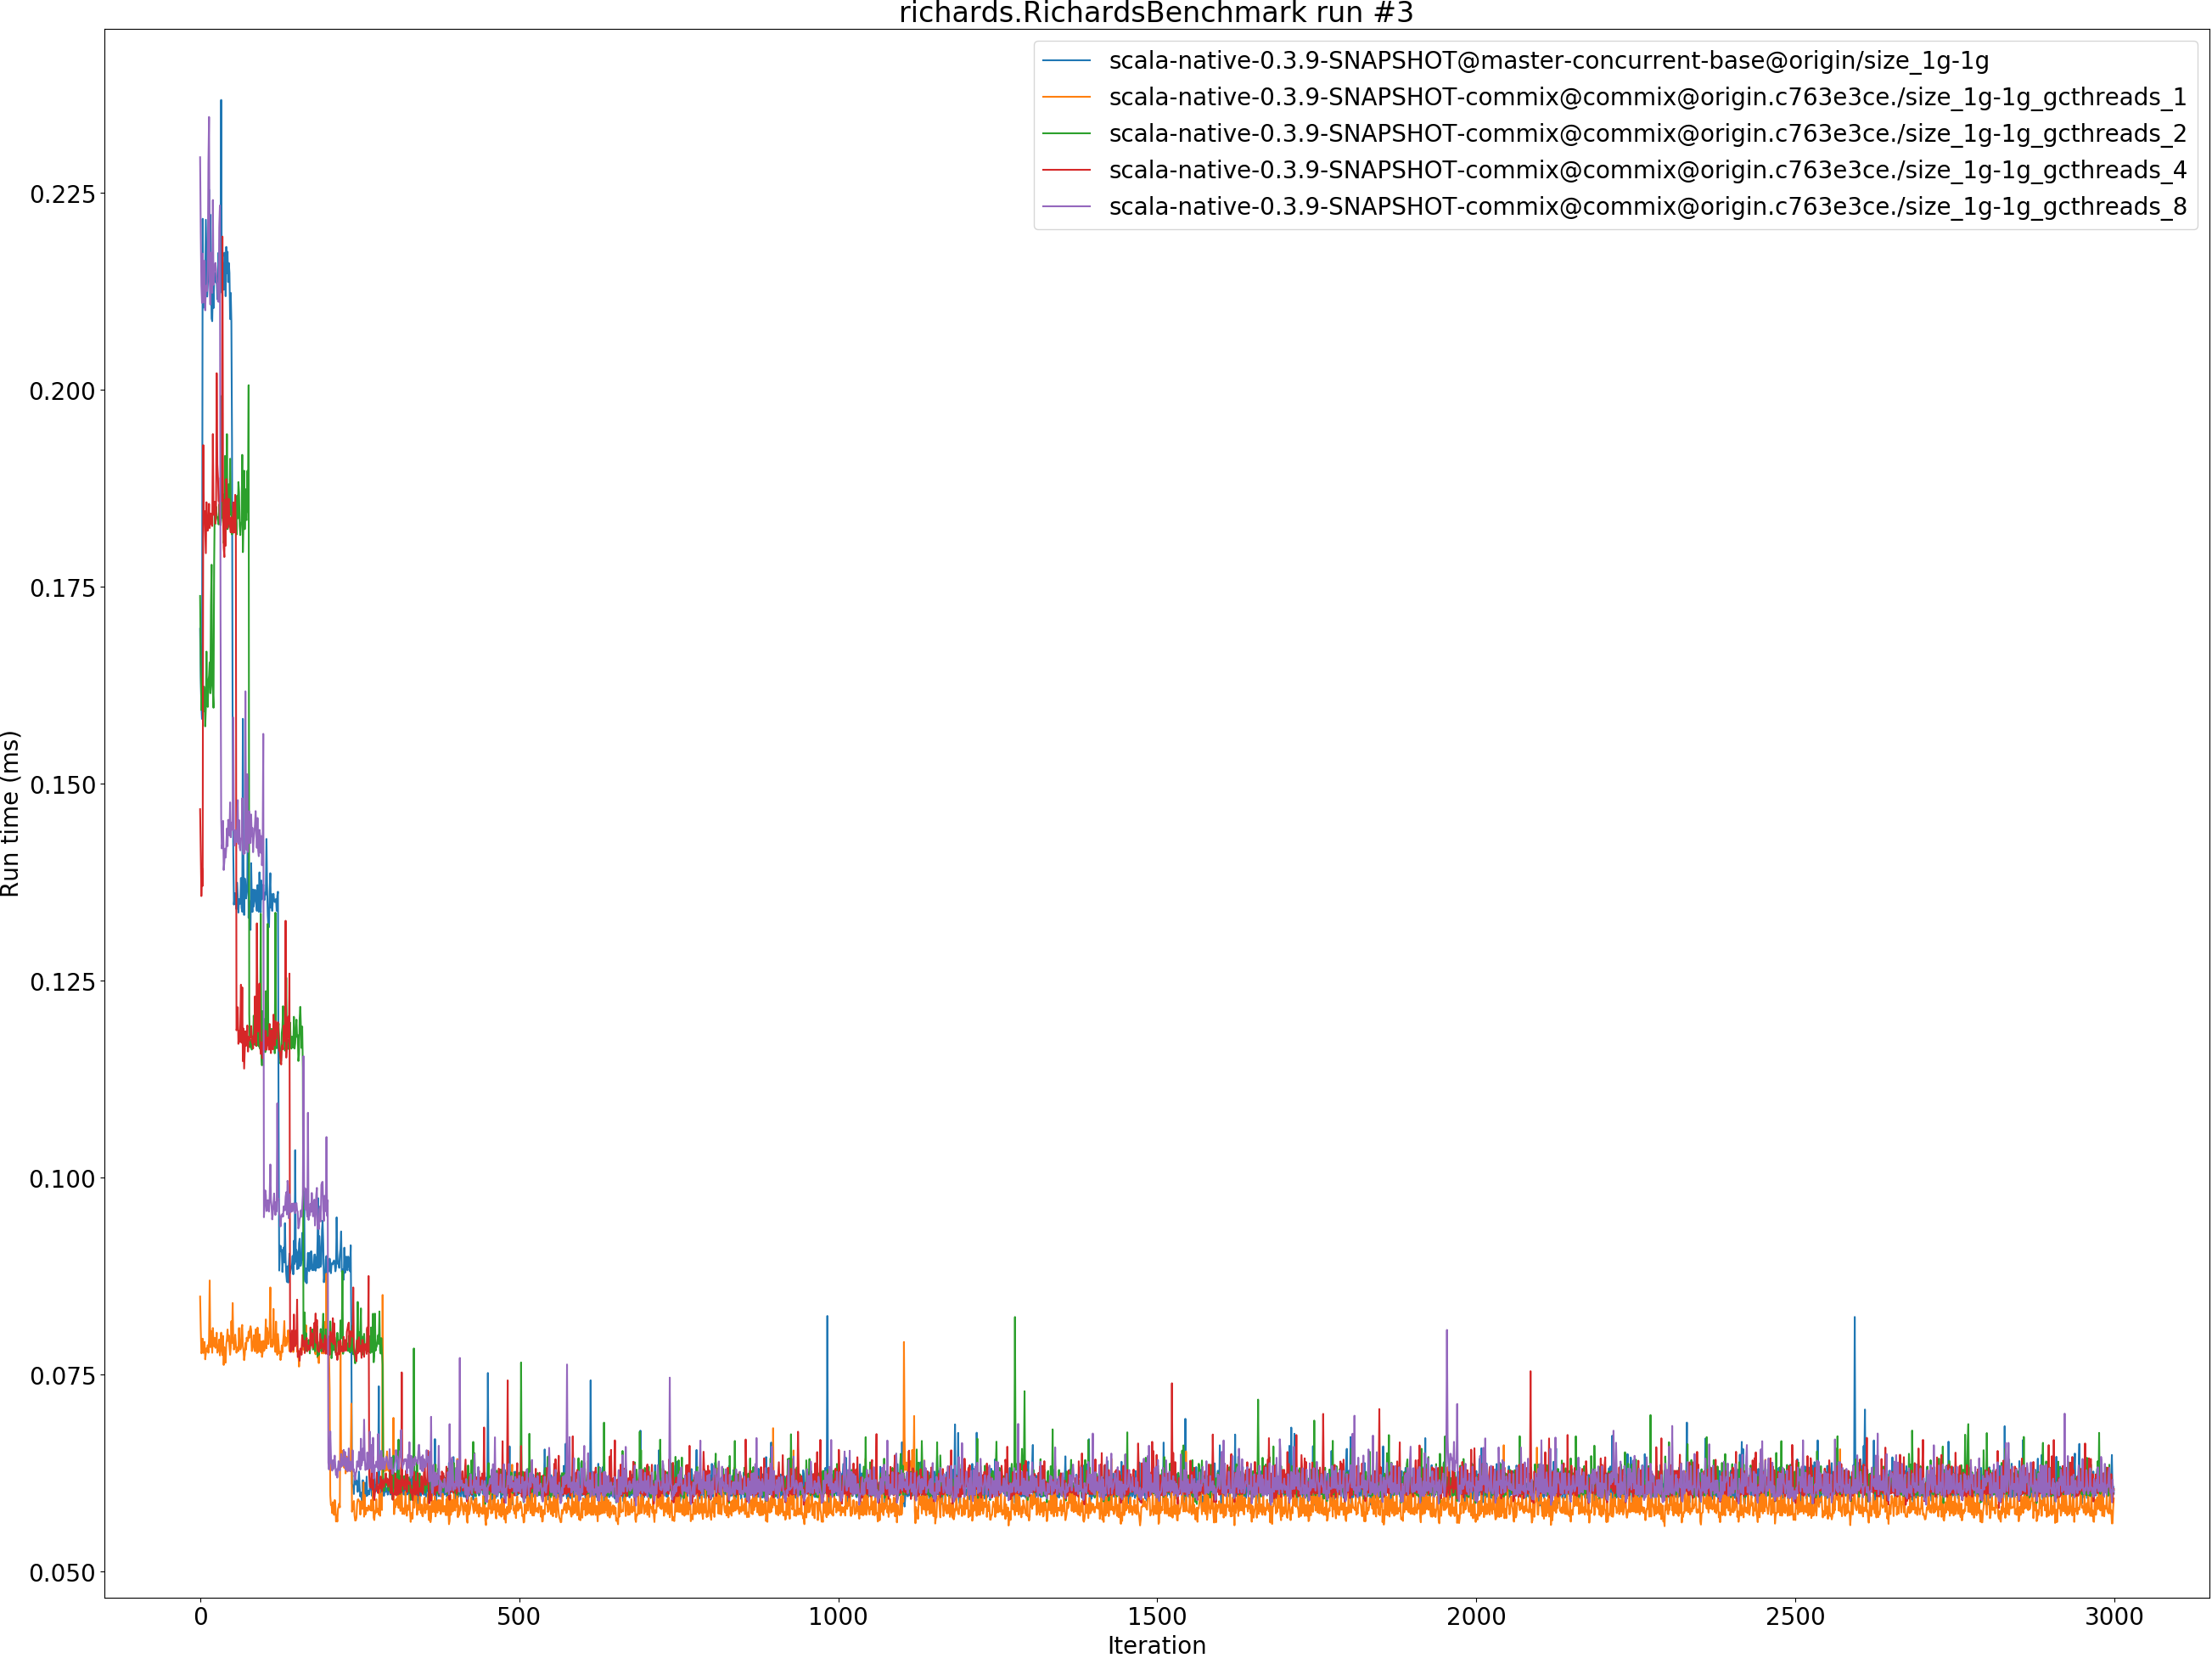 richards.RichardsBenchmark run #3
scala-native-0.3.9-SNAPSHOT@master-concurrent-base@origin/size_1g-1g
scala-native-0.3.9-SNAPSHOT-commix@commix@origin.c763e3ce./size_1g-1g_gcthreads_1
scala-native-0.3.9-SNAPSHOT-commix@commix@origin.c763e3ce./size_1g-1g_gcthreads_2
scala-native-0.3.9-SNAPSHOT-commix@commix@origin.c763e3ce./size_1g-1g_gcthreads_4
scala-native-0.3.9-SNAPSHOT-commix@commix@origin.c763e3ce./size_1g-1g_gcthreads_8
0.225
0.200
0.175
0.150
0.125
0.100
0.075
0.050
Run time (ms)
0 500 1000 1500 2000 2500 3000
Iteration